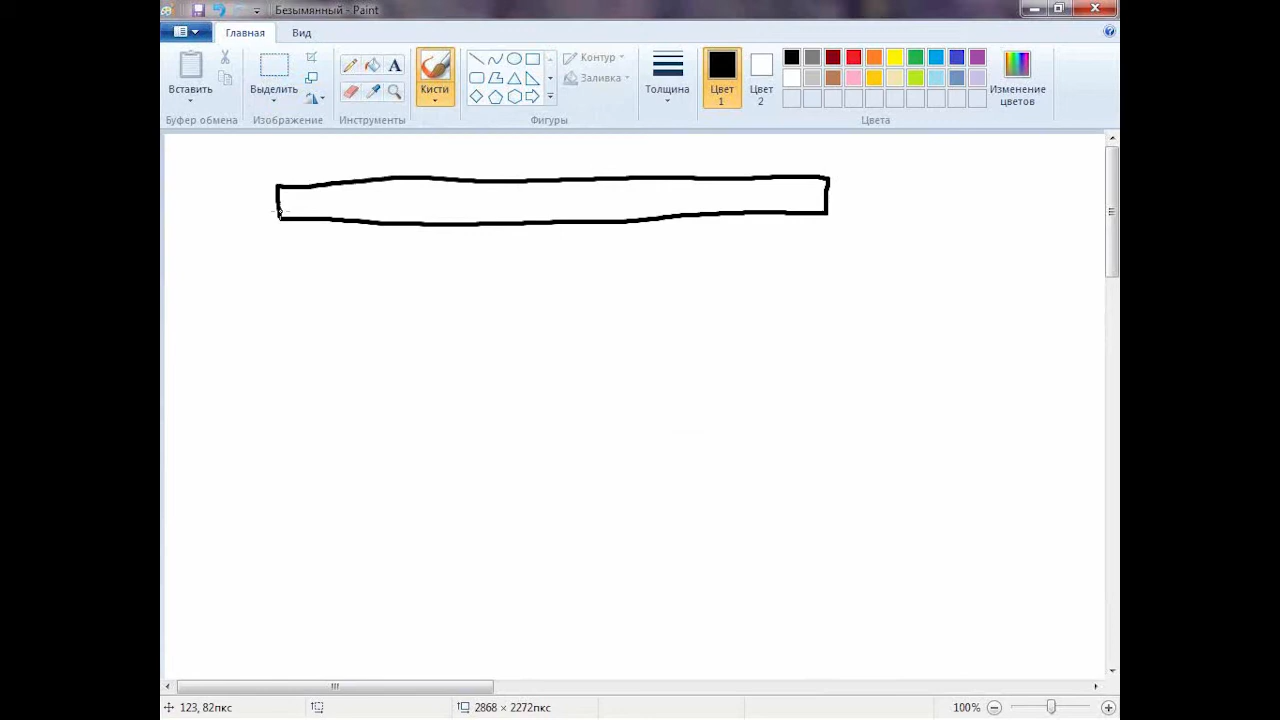 Безымянный - Paint
Главная Вид
Вставить
Выделить
Кисти
Контур
Заливка
Толщина
Цвет 1
Цвет 2
Изменение цветов
Буфер обмена Изображение Инструменты Фигуры Цвета
123, 82пкс 2868 × 2272пкс 100%